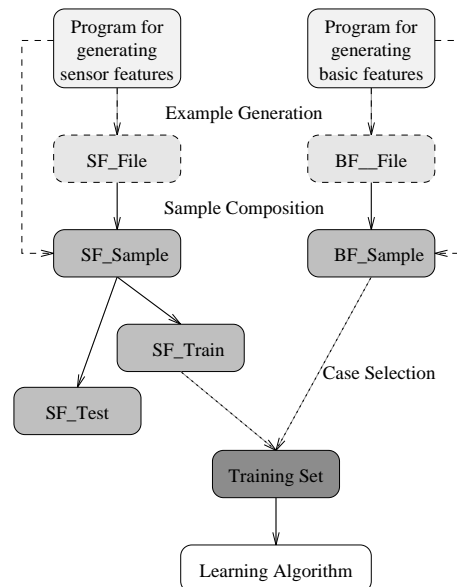 Program for
generating
sensor features
Program for
generating
basic features
Example Generation
SF_File
BF__File
Sample Composition
SF_Sample
BF_Sample
SF_Train
Case Selection
SF_Test
Training Set
Learning Algorithm